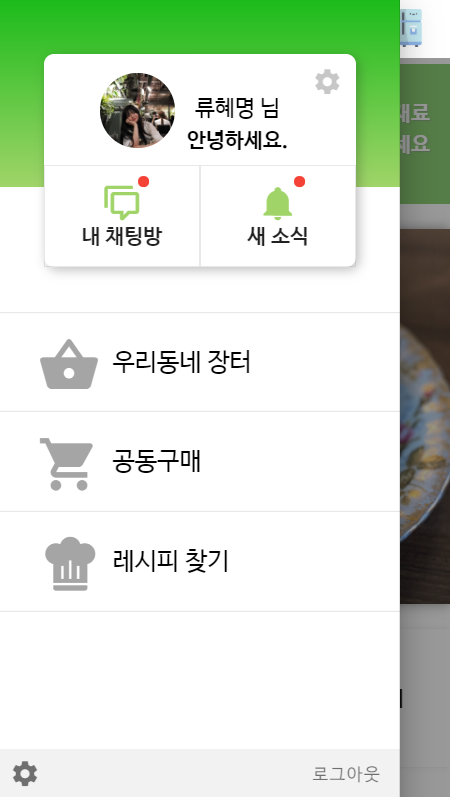 류혜명 님
안녕하세요.
내 채팅방
새 소식
우리동네 장터
공동구매
레시피 찾기
로그아웃